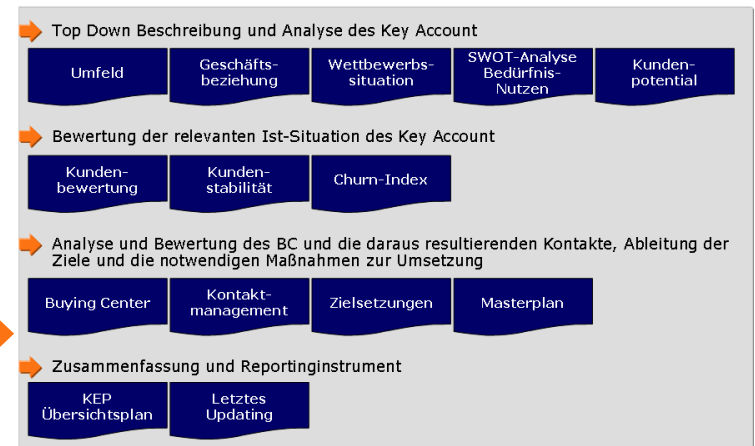 Top Down Beschreibung und Analyse des Key Account
Umfeld
Geschäfts-
beziehung
Wettbewerbs-
situation
SWOT-Analyse
Bedürfnis-
Nutzen
Kunden-
potential
Bewertung der relevanten Ist-Situation des Key Account
Kunden-
bewertung
Kunden-
stabilität
Churn-Index
Analyse und Bewertung des BC und die daraus resultierenden Kontakte, Ableitung der
Ziele und die notwendigen Maßnahmen zur Umsetzung
Buying Center
Kontakt-
management
Zielsetzungen
Masterplan
Zusammenfassung und Reportinginstrument
KEP
Übersichtsplan
Letztes
Updating